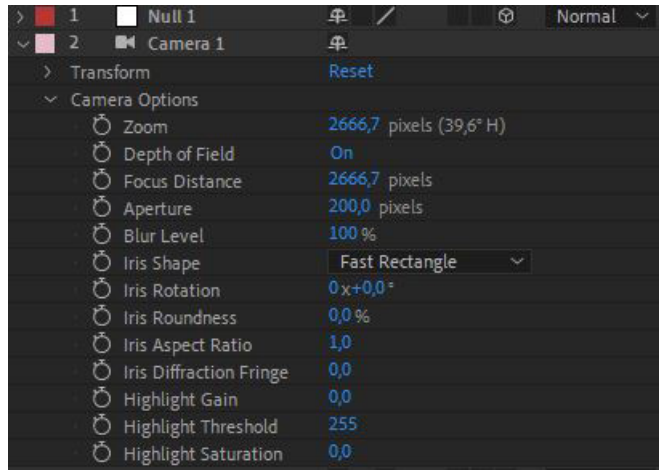 1 Null 1 Normal
2 Camera 1
Transform Reset
Camera Options
Zoom 2666,7 pixels (39,6° H)
Depth of Field On
Focus Distance 2666,7 pixels
Aperture 200,0 pixels
Blur Level 100 %
Iris Shape Fast Rectangle
Iris Rotation 0x+0,0°
Iris Roundness 0,0 %
Iris Aspect Ratio 1,0
Iris Diffraction Fringe 0,0
Highlight Gain 0,0
Highlight Threshold 255
Highlight Saturation 0,0